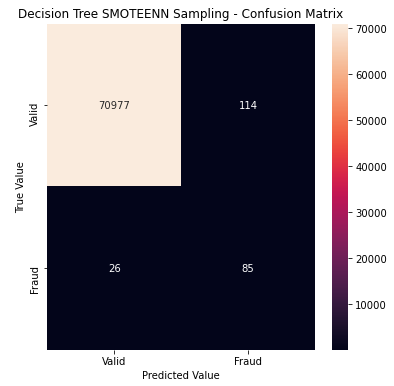 Decision Tree SMOTEENN Sampling - Confusion Matrix
True Value
Valid
Fraud
70977
114
26
85
Valid
Fraud
Predicted Value
70000
60000
50000
40000
30000
20000
10000